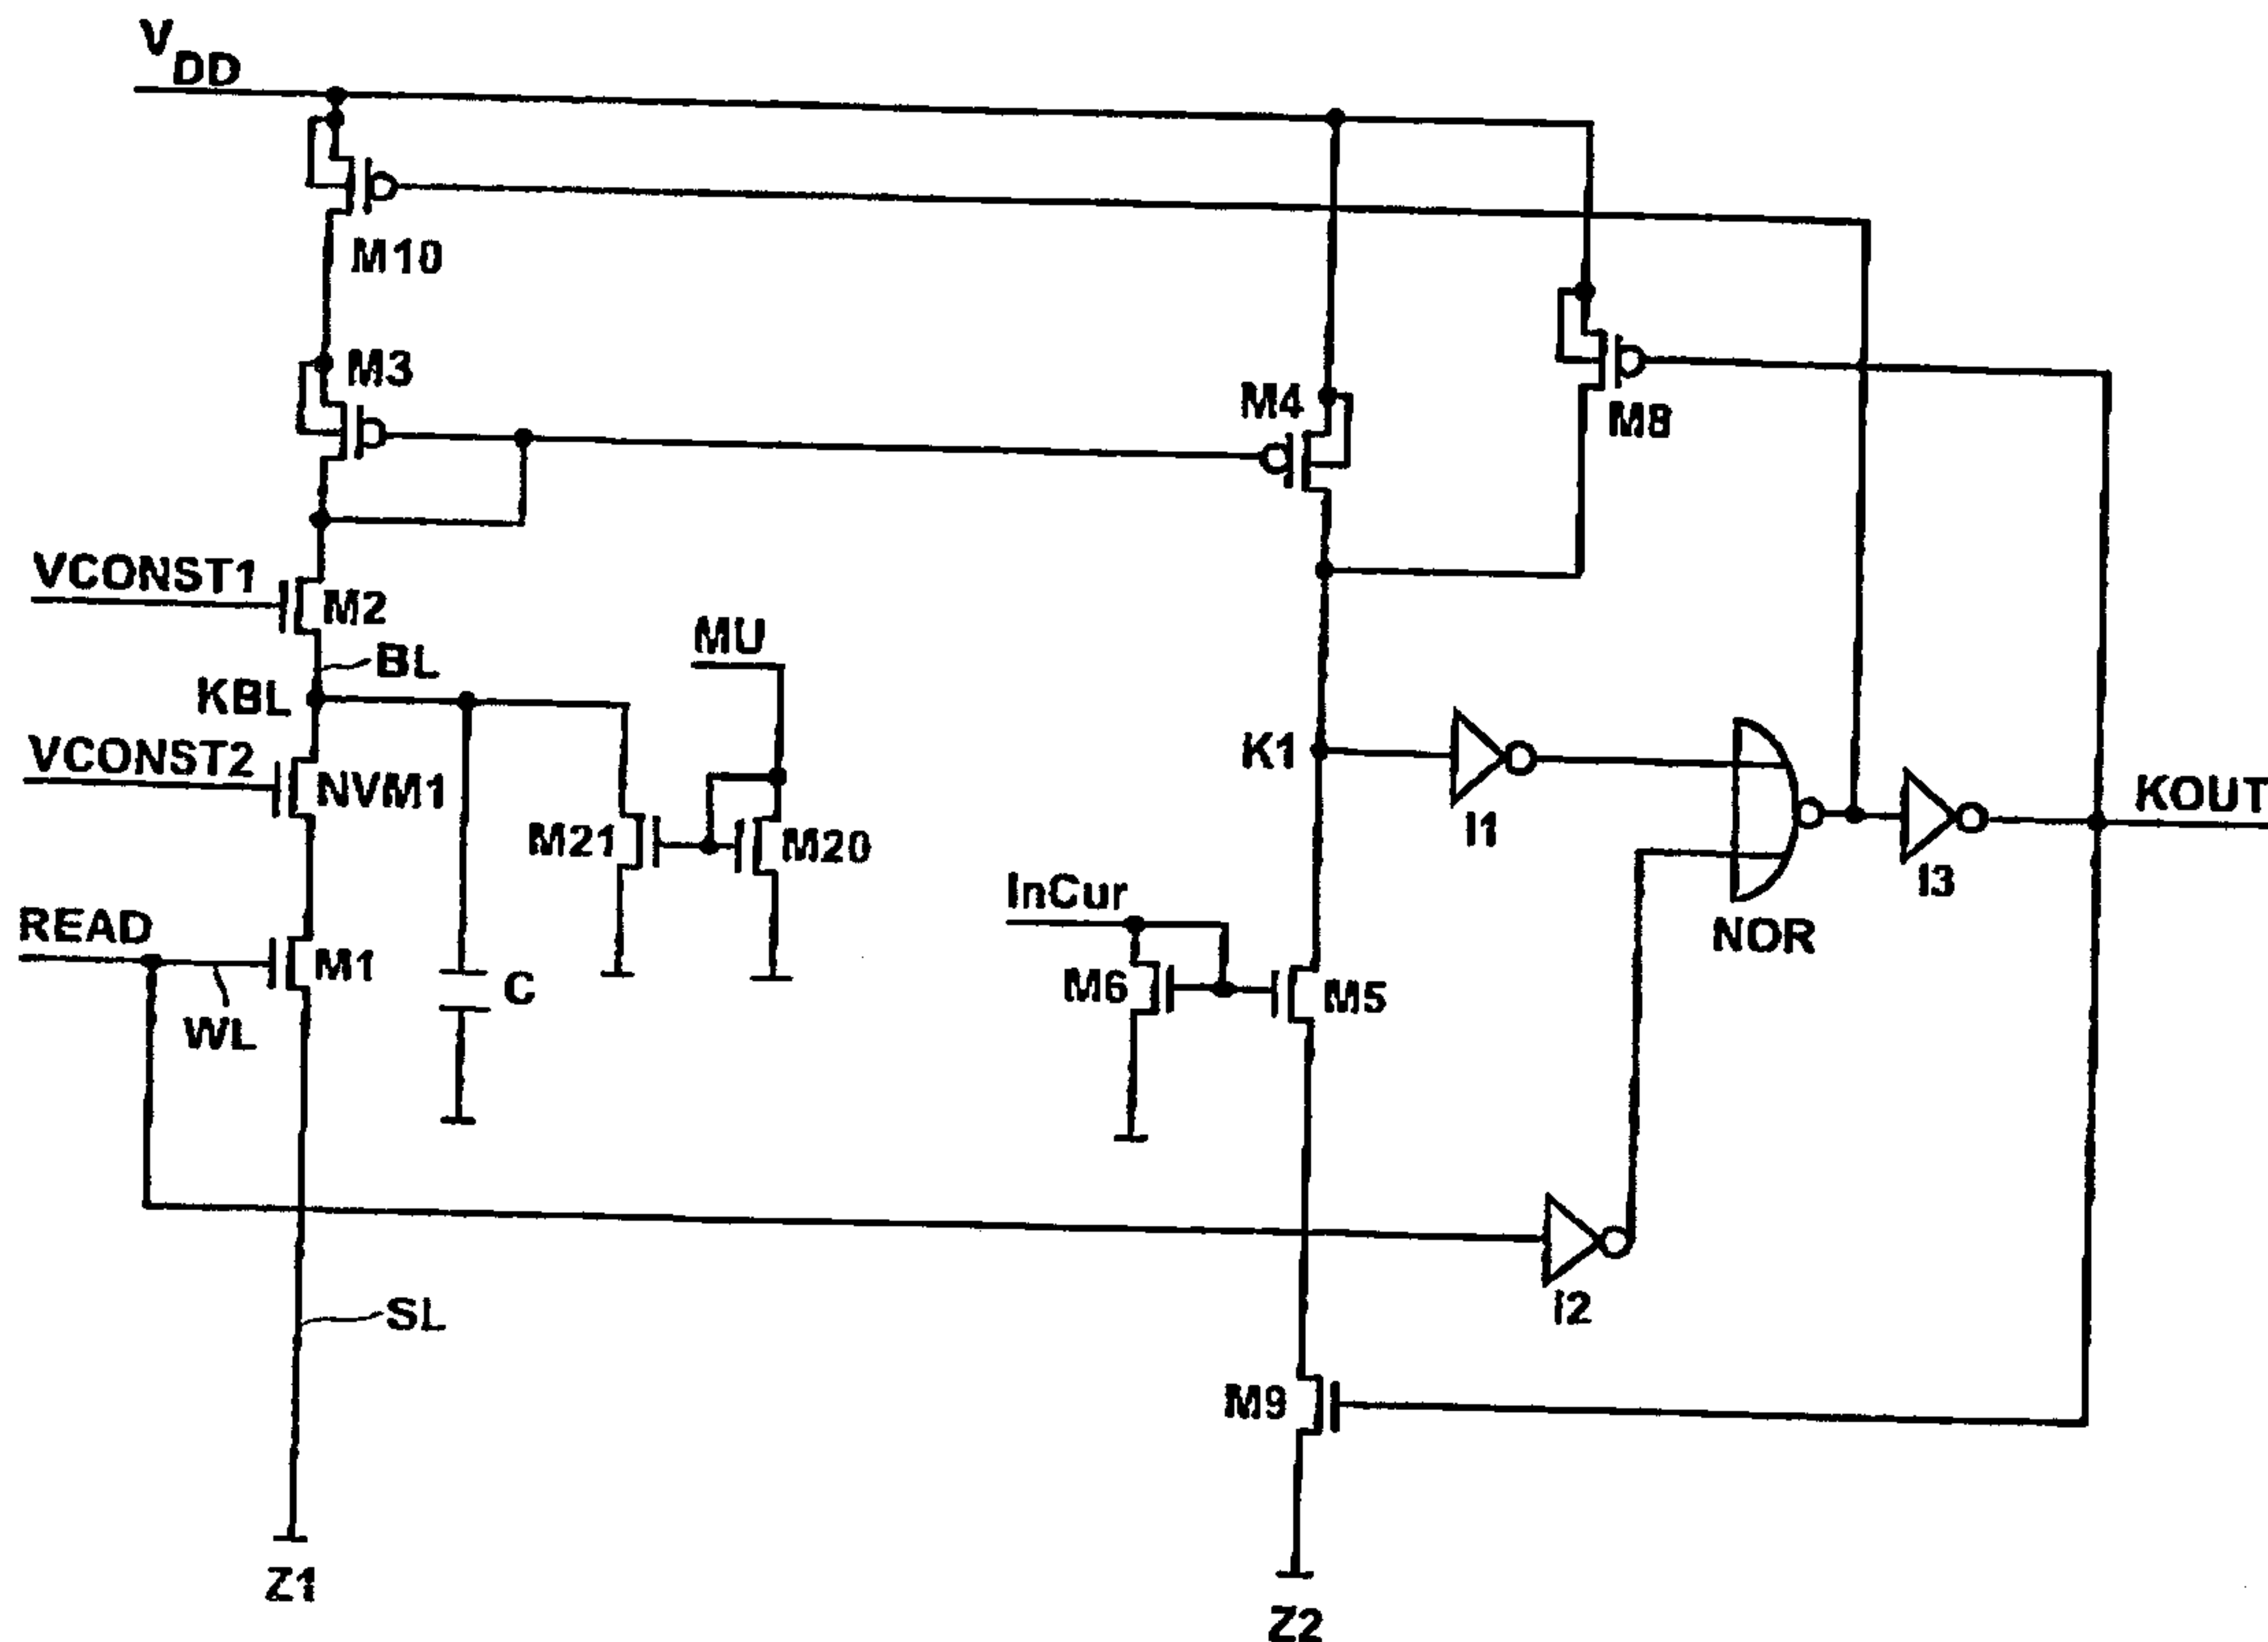 VDD
M10
M3
M4
M8
VCONST1
M2
BL
MU
KBL
VCONST2
NVM1
K1
KOUT
M21
M20
I1
I3
InCur
READ
NOR
M1
C
M6
M5
WL
I2
SL
M9
Z1
Z2